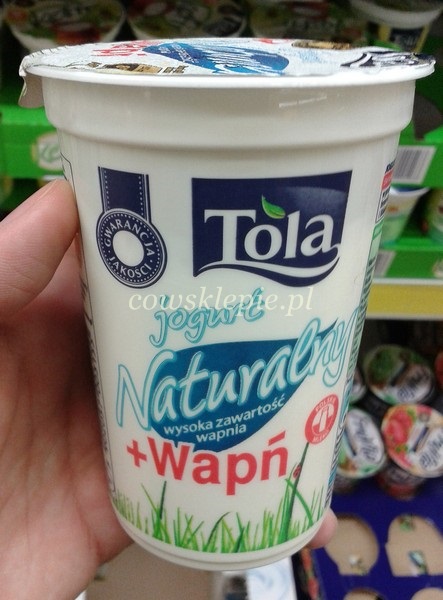 GWARANCJA
JAKOŚCI
Tola
cowsklepie.pl
jogurt
Naturalny
wysoka zawartość
wapnia
+Wapń